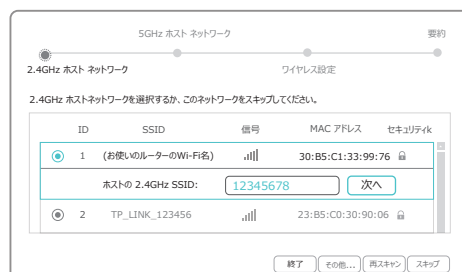 5GHz ホスト ネットワーク 要約
2.4GHz ホスト ネットワーク ワイヤレス設定
2.4GHz ホストネットワークを選択するか、このネットワークをスキップしてください。
ID SSID 信号 MAC アドレス セキュリティk
1 (お使いのルーターのWi-Fi名) 30:B5:C1:33:99:76
ホストの 2.4GHz SSID: 12345678 次へ
2 TP_LINK_123456 23:B5:C0:30:90:06
終了 その他... 再スキャン スキップ